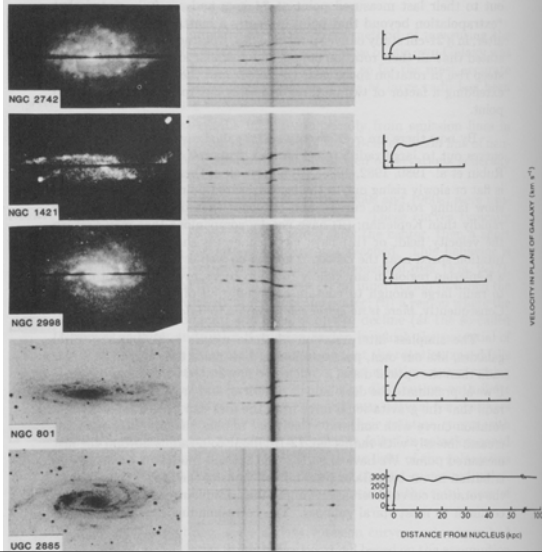 NGC 2742
NGC 1421
NGC 2998
NGC 801
UGC 2885
VELOCITY IN PLANE OF GALAXY (km s⁻¹)
300
200
100
0
0 10 20 30 40 50 100
DISTANCE FROM NUCLEUS (kpc)